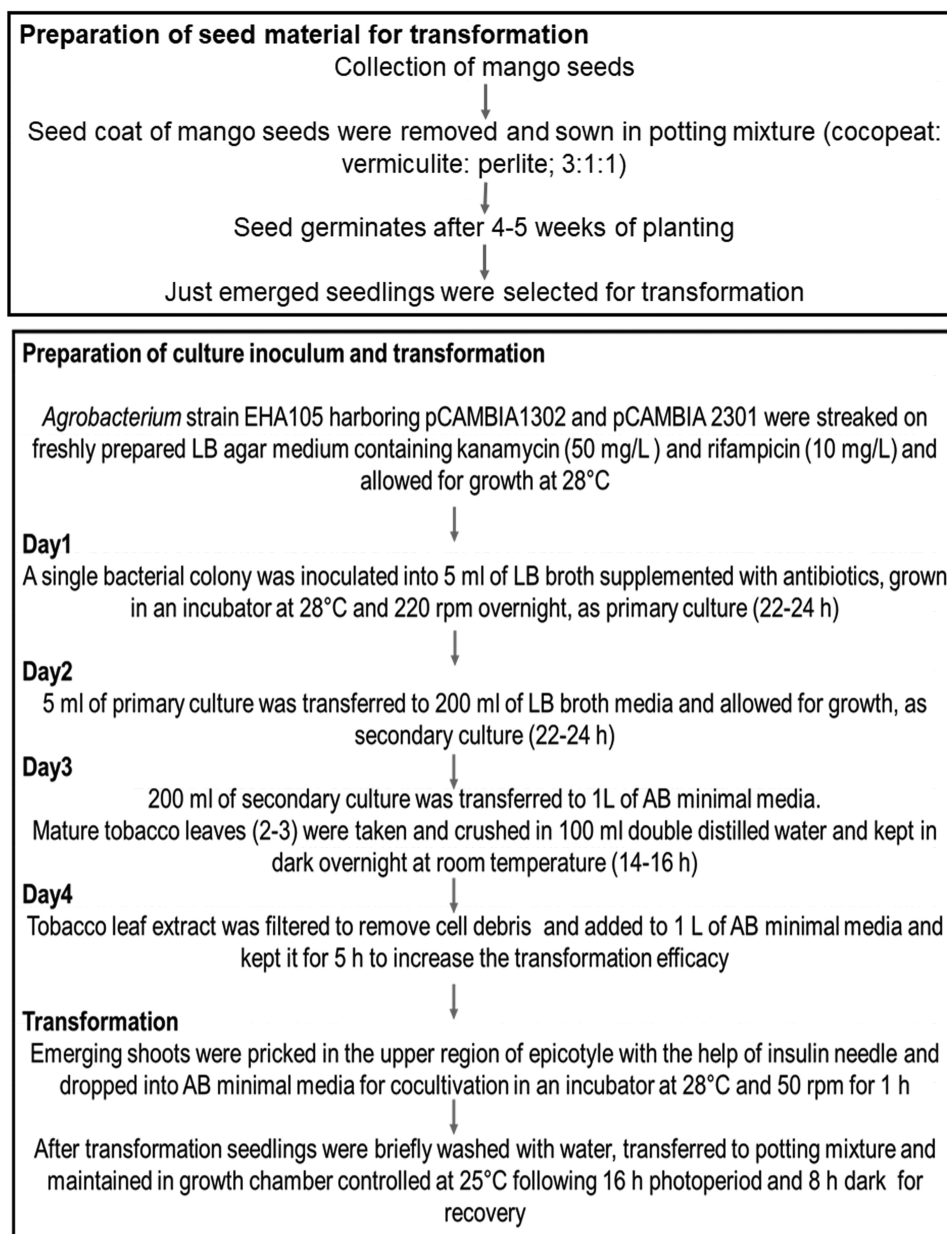 Preparation of seed material for transformation
Collection of mango seeds
Seed coat of mango seeds were removed and sown in potting mixture (cocopeat:
vermiculite: perlite; 3:1:1)
Seed germinates after 4-5 weeks of planting
Just emerged seedlings were selected for transformation
Preparation of culture inoculum and transformation
Agrobacterium strain EHA105 harboring pCAMBIA1302 and pCAMBIA 2301 were streaked on
freshly prepared LB agar medium containing kanamycin (50 mg/L ) and rifampicin (10 mg/L) and
allowed for growth at 28°C
Day1
A single bacterial colony was inoculated into 5 ml of LB broth supplemented with antibiotics, grown
in an incubator at 28°C and 220 rpm overnight, as primary culture (22-24 h)
Day2
5 ml of primary culture was transferred to 200 ml of LB broth media and allowed for growth, as
secondary culture (22-24 h)
Day3
200 ml of secondary culture was transferred to 1L of AB minimal media.
Mature tobacco leaves (2-3) were taken and crushed in 100 ml double distilled water and kept in
dark overnight at room temperature (14-16 h)
Day4
Tobacco leaf extract was filtered to remove cell debris and added to 1 L of AB minimal media and
kept it for 5 h to increase the transformation efficacy
Transformation
Emerging shoots were pricked in the upper region of epicotyle with the help of insulin needle and
dropped into AB minimal media for cocultivation in an incubator at 28°C and 50 rpm for 1 h
After transformation seedlings were briefly washed with water, transferred to potting mixture and
maintained in growth chamber controlled at 25°C following 16 h photoperiod and 8 h dark for
recovery